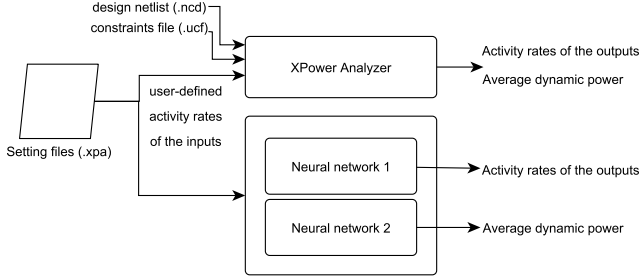 design netlist (.ncd)
constraints file (.ucf)
XPower Analyzer
Activity rates of the outputs
Average dynamic power
user-defined
activity rates
of the inputs
Setting files (.xpa)
Neural network 1
Activity rates of the outputs
Neural network 2
Average dynamic power